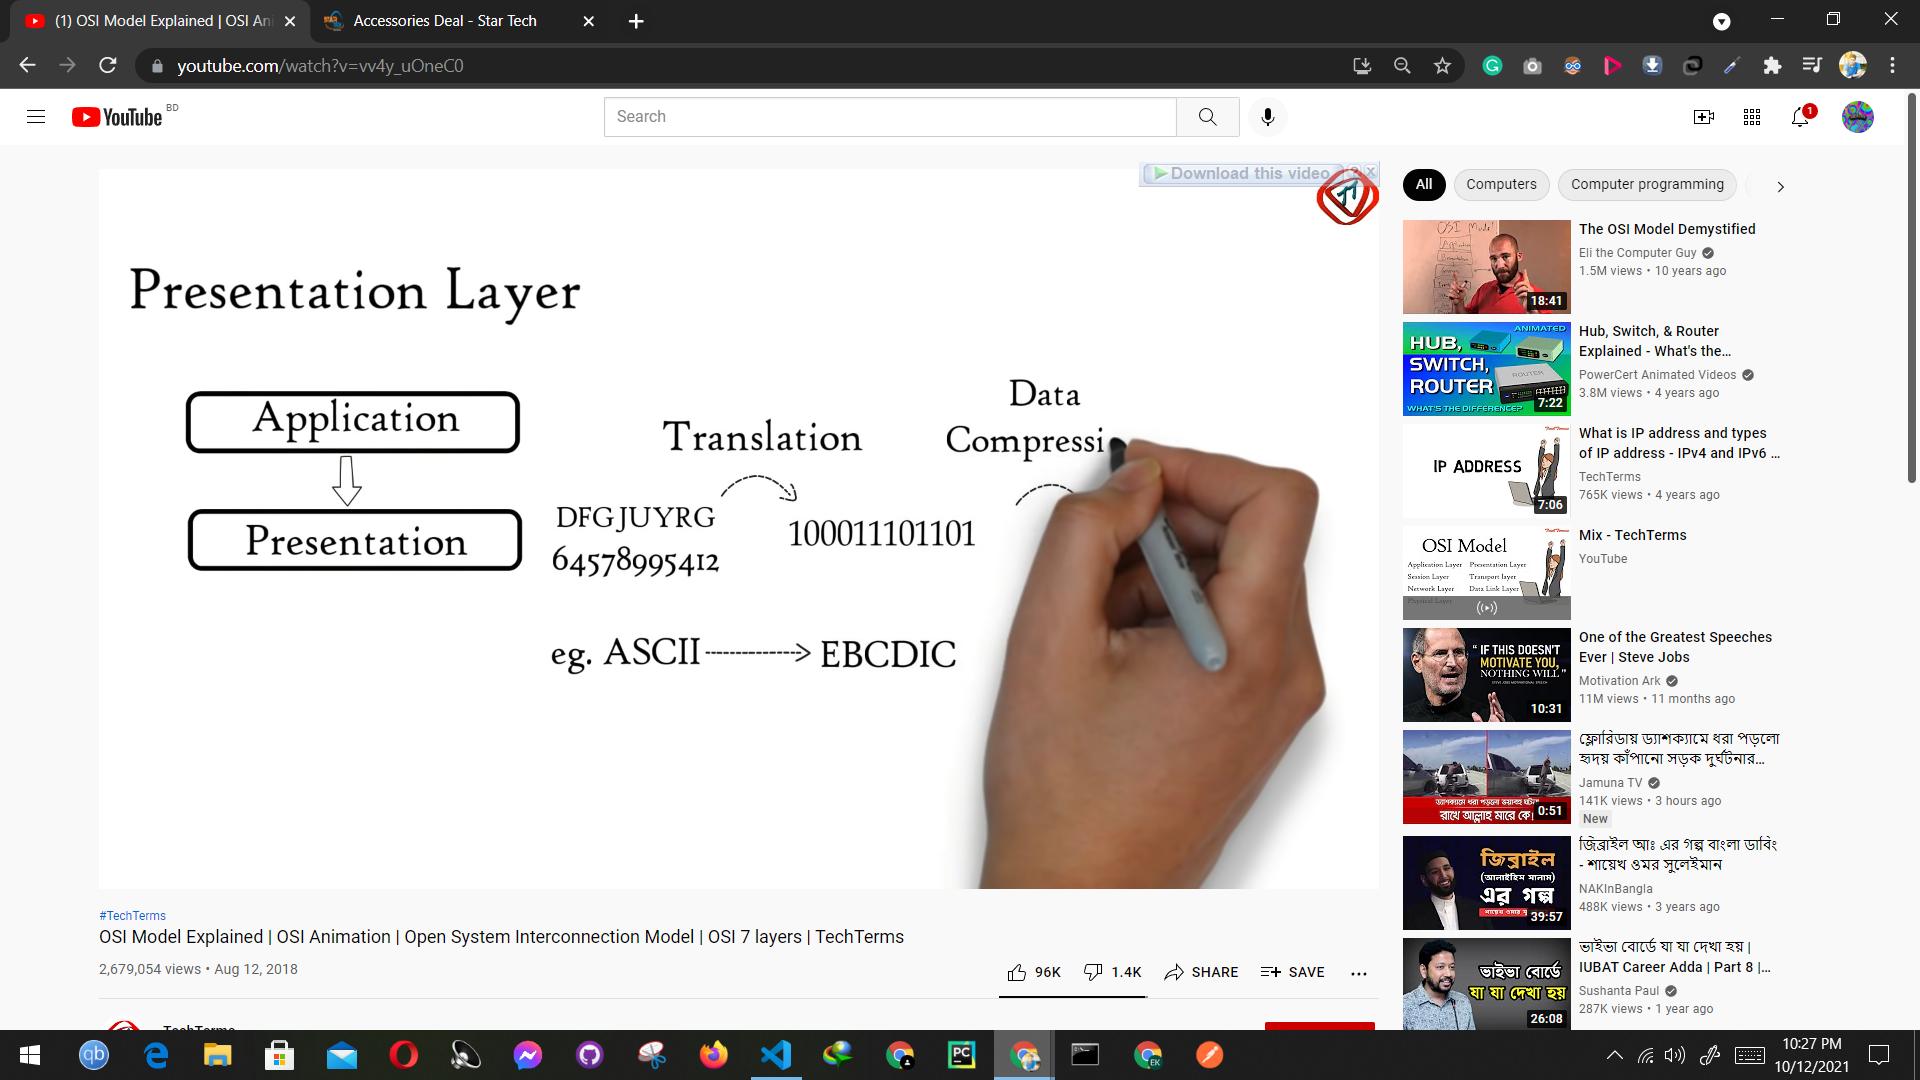 (1) OSI Model Explained | OSI An
Accessories Deal - Star Tech
youtube.com/watch?v=vv4y_uOneC0
YouTube BD
Search
1
Download this video
All
Computers
Computer programming
Presentation Layer
Application
Presentation
Translation
DFGJUYRG
64578995412
100011101101
Data
Compressi
eg. ASCII EBCDIC
#TechTerms
OSI Model Explained | OSI Animation | Open System Interconnection Model | OSI 7 layers | TechTerms
2,679,054 views • Aug 12, 2018
96K
1.4K
SHARE
SAVE
TechTerms
18:41
The OSI Model Demystified
Eli the Computer Guy
1.5M views • 10 years ago
ANIMATED
HUB,
SWITCH,
ROUTER
ROUTER
WHAT'S THE DIFFERENCE?
7:22
Hub, Switch, & Router
Explained - What's the...
PowerCert Animated Videos
3.8M views • 4 years ago
IP ADDRESS
7:06
What is IP address and types
of IP address - IPv4 and IPv6 ...
TechTerms
765K views • 4 years ago
OSI Model
Application Layer Presentation Layer
Session Layer Transport layer
Network Layer Data Link Layer
Physical Layer
Mix - TechTerms
YouTube
"IF THIS DOESN'T
MOTIVATE YOU,
NOTHING WILL"
10:31
One of the Greatest Speeches
Ever | Steve Jobs
Motivation Ark
11M views • 11 months ago
রাখে আল্লাহ মারে কে!
0:51
ফ্লোরিডায় ড্যাশক্যামে ধরা পড়লো
হৃদয় কাঁপানো সড়ক দুর্ঘটনার...
Jamuna TV
141K views • 3 hours ago
New
জিব্রাইল
(আলাইহিস সালাম)
এর গল্প
39:57
জিব্রাইল আঃ এর গল্প বাংলা ডাবিং
- শায়েখ ওমর সুলেইমান
NAKInBangla
488K views • 3 years ago
ভাইভা বোর্ডে
যা যা দেখা হয়
26:08
ভাইভা বোর্ডে যা যা দেখা হয় |
IUBAT Career Adda | Part 8 |...
Sushanta Paul
287K views • 1 year ago
qb
PC
EK
10:27 PM
10/12/2021